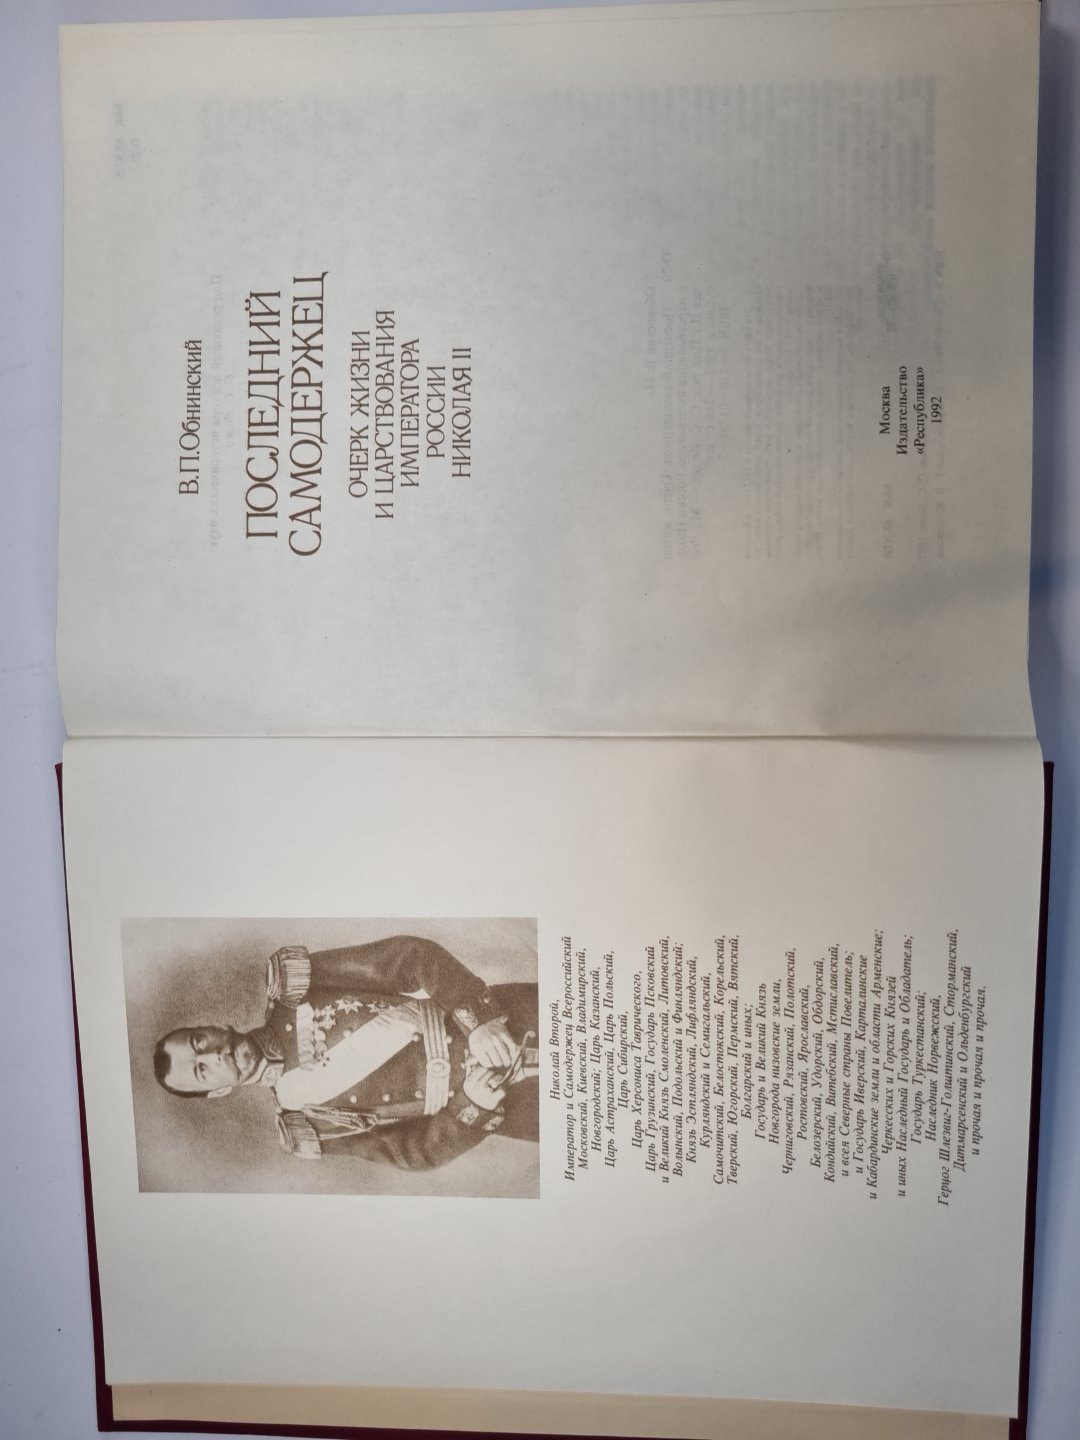 Николай Второй,
Император и Самодержец Всероссийский
Московский, Киевский, Владимирский,
Новгородский; Царь Казанский,
Царь Астраханский, Царь Польский,
Царь Сибирский,
Царь Херсониса Таврического,
Царь Грузинский, Государь Псковский
и Великий Князь Смоленский, Литовский,
Волынский, Подольский и Финляндский;
Князь Эстляндский, Лифляндский,
Курляндский и Семигальский,
Самочитский, Белостокский, Корельский,
Тверский, Югорский, Пермский, Вятский,
Болгарский и иных;
Государь и Великий Князь
Новгорода низовские земли,
Черниговский, Рязанский, Полотский,
Ростовский, Ярославский,
Белозерский, Удорский, Обдорский,
Кондийский, Витебский, Мстиславский,
и всея Северные страны Повелитель;
и Государь Иверский, Карталинские
и Кабардинские земли и области Арменские;
Черкесских и Горских Князей
и иных Наследный Государь и Обладатель;
Государь Туркестанский;
Наследник Норвежский,
Герцог Шлезвиг-Голштинский, Сторманский,
Дитмарсенский и Ольденбургский
и прочая и прочая и прочая.
В.П.Обнинский
ПОСЛЕДНИЙ
САМОДЕРЖЕЦ
ОЧЕРК ЖИЗНИ
И ЦАРСТВОВАНИЯ
ИМПЕРАТОРА
РОССИИ
НИКОЛАЯ II
Москва
Издательство
«Республика»
1992